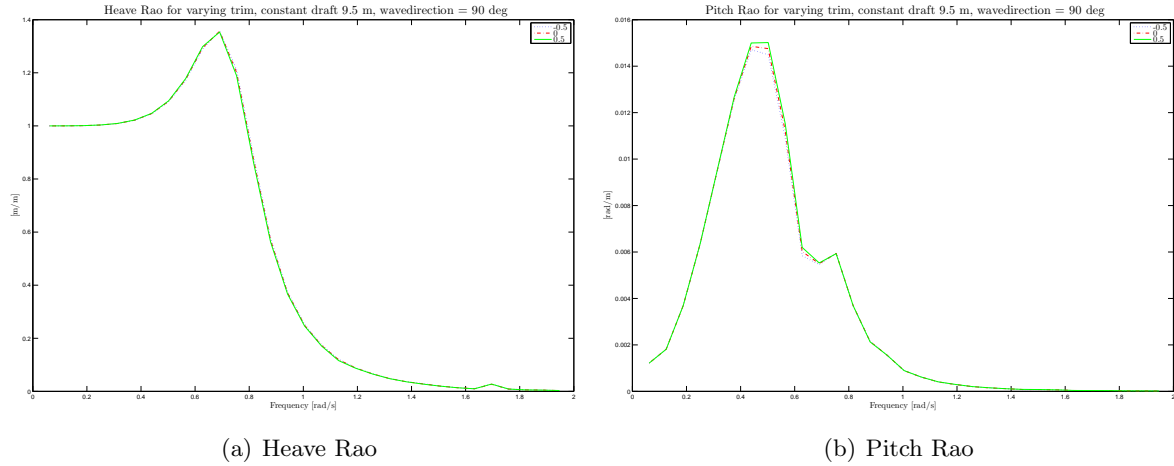 Heave Rao for varying trim, constant draft 9.5 m, wavedirection = 90 deg
-0.5
0
0.5
1.4
1.2
1
0.8
0.6
0.4
0.2
0
[m/m]
0 0.2 0.4 0.6 0.8 1 1.2 1.4 1.6 1.8 2
Frequency [rad/s]
(a) Heave Rao
Pitch Rao for varying trim, constant draft 9.5 m, wavedirection = 90 deg
-0.5
0
0.5
0.016
0.014
0.012
0.01
0.008
0.006
0.004
0.002
0
[rad/m]
0 0.2 0.4 0.6 0.8 1 1.2 1.4 1.6 1.8 2
Frequency [rad/s]
(b) Pitch Rao